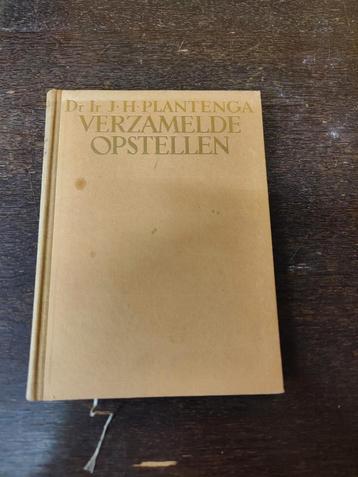 Dr Ir J·H·PLANTENGA
VERZAMELDE
OPSTELLEN